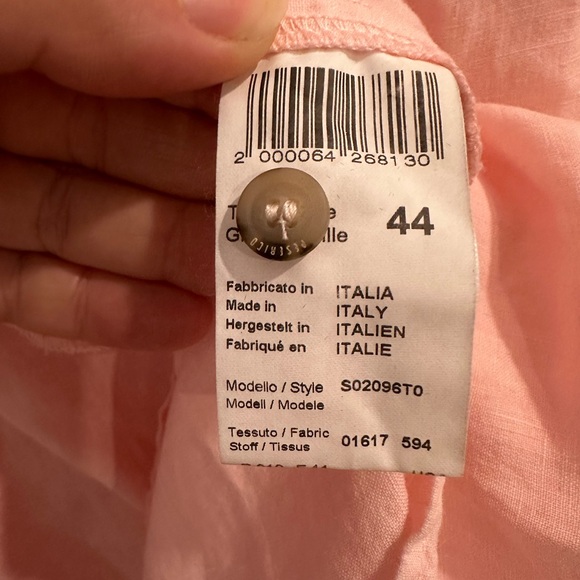 2 000064 268130
44
PESERICO
Fabbricato in ITALIA
Made in ITALY
Hergestelt in ITALIEN
Fabriqué en ITALIE
Modello / Style S02096T0
Modell / Modele
Tessuto / Fabric 01617 594
Stoff / Tissus